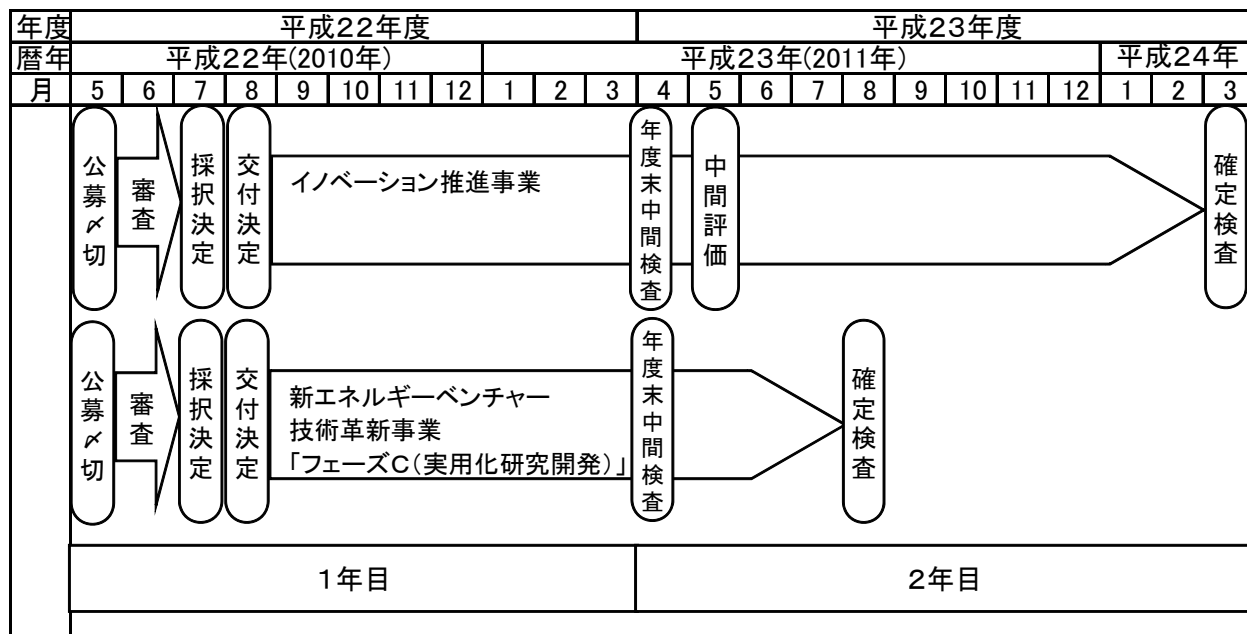 年度 平成22年度 平成23年度
暦年 平成22年(2010年) 平成23年(2011年) 平成24年
月 5 6 7 8 9 10 11 12 1 2 3 4 5 6 7 8 9 10 11 12 1 2 3
公募〆切
審査
採択決定
交付決定
イノベーション推進事業
年度末中間検査
中間評価
確定検査
公募〆切
審査
採択決定
交付決定
新エネルギーベンチャー
技術革新事業
「フェーズC(実用化研究開発)」
年度末中間検査
確定検査
1年目 2年目